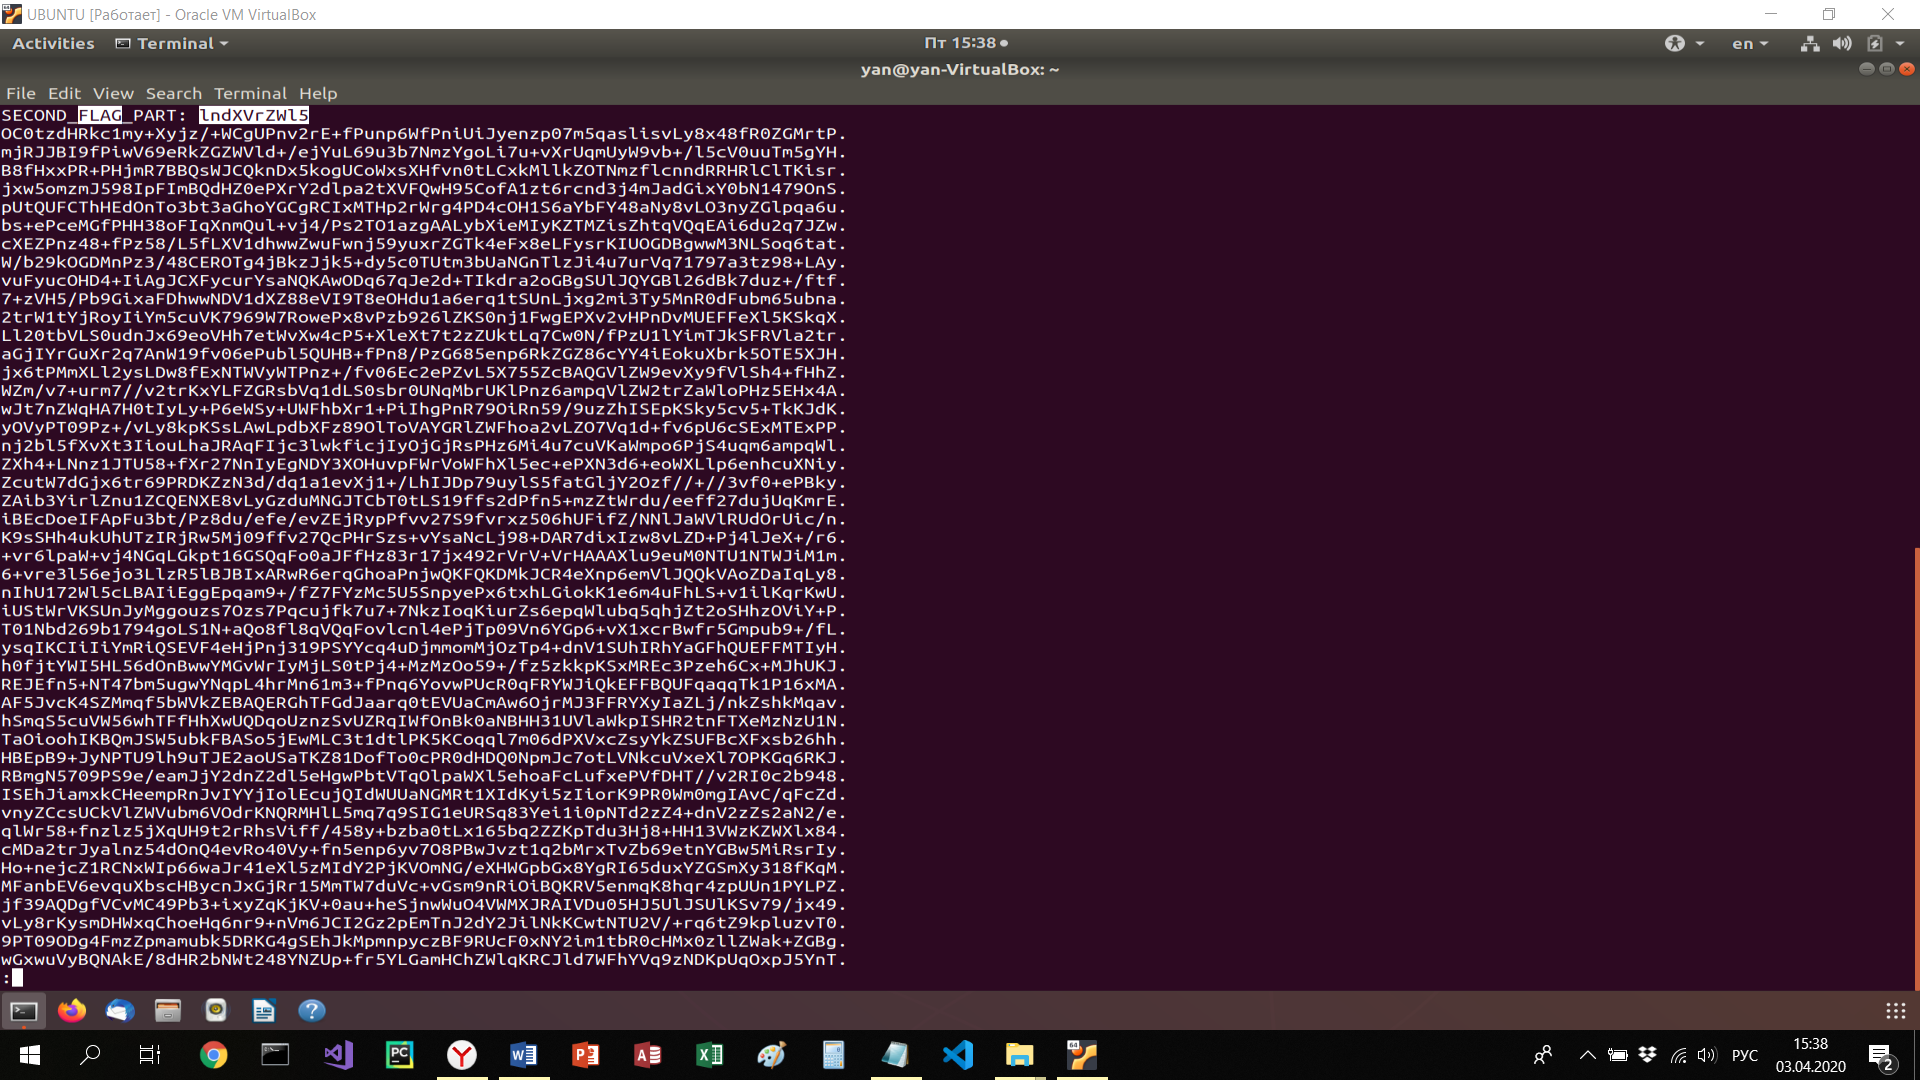 UBUNTU [Работает] - Oracle VM VirtualBox
Activities Terminal Пт 15:38 en
yan@yan-VirtualBox: ~
File Edit View Search Terminal Help
SECOND_FLAG_PART: lndXVrZWl5
OC0tzdHRkc1my+Xyjz/+WCgUPnv2rE+fPunp6WfPniUiJyenzp07m5qaslisvLy8x48fR0ZGMrtP.
mjRJJBI9fPiwV69eRkZGZWVld+/ejYuL69u3b7NmzYgoLi7u+vXrUqmUyW9vb+/l5cV0uuTm5gYH.
B8fHxxPR+PHjmR7BBQsWJCQknDx5kogUCoWxsXHfvn0tLCxkMllkZOTNmzflcnndRRHRlClTKisr.
jxw5omzmJ598IpFImBQdHZ0ePXrY2dlpa2tXVFQwH95CofA1zt6rcnd3j4mJadGixY0bN1479OnS.
pUtQUFCThHEdOnTo3bt3aGhoYGCgRCIxMTHp2rWrg4PD4cOH1S6aYbFY48aNy8vLO3nyZGlpqa6u.
bs+ePceMGfPHH38oFIqXnmQul+vj4/Ps2TO1azgAALybXieMIyKZTMZisZhtqVQqEAi6du2q7JZw.
cXEZPnz48+fPz58/L5fLXV1dhwwZwuFwnj59yuxrZGTk4eFx8eLFysrKIUOGDBgwwM3NLSoq6tat.
W/b29kOGDMnPz3/48CEROTg4jBkzJjk5+dy5c0TUtm3bUaNGnTlzJi4u7urVq71797a3tz98+LAy.
vuFyucOHD4+IiAgJCXFycurYsaNQKAwODq67qJe2d+TIkdra2oGBgSUlJQYGBl26dBk7duz+/ftf.
7+zVH5/Pb9GixaFDhwwNDV1dXZ88eVI9T8eOHdu1a6erq1tSUnLjxg2mi3Ty5MnR0dFubm65ubna.
2trW1tYjRoyIiYm5cuVK7969W7RowePx8vPzb926lZKS0nj1FwgEPXv2vHPnDvMUEFFeXl5KSkqX.
Ll20tbVLS0udnJx69eoVHh7etWvXw4cP5+XleXt7t2zZUktLq7Cw0N/fPzU1lYimTJkSFRVla2tr.
aGjIYrGuXr2q7AnW19fv06ePubl5QUHB+fPn8/PzG685enp6RkZGZ86cYY4iEokuXbrk5OTE5XJH.
jx6tPMmXLl2ysLDw8fExNTWVyWTPnz+/fv06Ec2ePZvL5X755ZcBAQGVlZW9evXy9fVlSh4+fHhZ.
WZm/v7+urm7//v2trKxYLFZGRsbVq1dLS0sbr0UNqMbrUKlPnz6ampqVlZW2trZaWloPHz5EHx4A.
wJt7nZWqHA7H0tIyLy+P6eWSy+UWFhbXr1+PiIhgPnR79OiRn59/9uzZhISEpKSky5cv5+TkKJdK.
yOVyPT09Pz+/vLy8kpKSsLAwLpdbXFz89OlToVAYGRlZWFhoa2vLZO7Vq1d+fv6pU6cSExMTExPP.
nj2bl5fXvXt3IiouLhaJRAqFIjc3lwkficjIyOjGjRsPHz6Mi4u7cuVKaWmpo6PjS4uqm6ampqWl.
ZXh4+LNnz1JTU58+fXr27NnIyEgNDY3XOHuvpFWrVoWFhXl5ec+ePXN3d6+eoWXLlp6enhcuXNiy.
ZcutW7dGjx6tr69PRDKZzN3d/dq1a1evXj1+/LhIJDp79uylS5fatGljY2Ozf//+//3vf0+ePBky.
ZAib3YirlZnu1ZCQENXE8vLyGzduMNGJTCbT0tLS19ffs2dPfn5+mzZtWrdu/eeff27dujUqKmrE.
iBEcDoeIFApFu3bt/Pz8du/efe/evZEjRypPfvv27S9fvrxz506hUFifZ/NNlJaWVlRUdOrUic/n.
K9sSHh4ukUhUTzIRjRw5Mj09ffv27QcPHrSzs+vYsaNcLj98+DAR7dixIzw8vLZD+Pj4lJeX+/r6.
+vr6lpaW+vj4NGqLGkpt16GSQqFo0aJFfHz83r17jx492rVrV+VrHAAAXlu9euM0NTU1NTWJiM1m.
6+vre3l56ejo3LlzR5lBJBIxARwR6erqGhoaPnjwQKFQKDMkJCR4eXnp6emVlJQQkVAoZDaIqLy8.
nIhU172Wl5cLBAIiEggEpqam9+/fZ7FYzMc5U5SnpyePx6txhLGiokK1e6m4uFhLS+v1ilKqrKwU.
iUStWrVKSUnJyMggouzs7Ozs7Pqcujfk7u7+7NkzIoqKiurZs6epqWlubq5qhjZt2oSHhzOViY+P.
T01Nbd269b1794goLS1N+aQo8fl8qVQqFovlcnl4ePjTp09Vn6YGp6+vX1xcrBwfr5Gmpub9+/fL.
ysqIKCIiIiYmRiQSEVF4eHjPnj319PSYYcq4uDjmmomMjOzTp4+dnV1SUhIRhYaGFhQUEFFMTIyH.
h0fjtYWI5HL56dOnBwwYMGvWrIyMjLS0tPj4+MzMzOo59+/fz5zkkpKSxMREc3Pzeh6Cx+MJhUKJ.
REJEfn5+NT47bm5ugwYNqpL4hrMn61m3+fPnq6YovwPUcR0qFRYWJiQkEFFBQUFqaqqTk1P16xMA.
AF5JvcK4SZMmqf5bWVkZEBAQERGhTFGdJaarq0tEVUaCmAw6OjrMJ3FFRYXyIaZLj/nkZshkMqav.
hSmqS5cuVW56whTFfHhXwUQDqoUznzSvUZRqIWfOnBk0aNBHH31UVlaWkpISHR2tnFTXeMzNzU1N.
TaOioohIKBQmJSW5ubkFBASo5jEwMLC3t1dtlPK5KCoqql7m06dPXVxcZsyYkZSUFBcXFxsb26hh.
HBEpB9+JyNPTU9lh9uTJE2aoUSaTKZ81DofTo0cPR0dHDQ0NpmJc7otLVNkcuVxeXl7OPKGq6RKJ.
RBmgN5709PS9e/eamJjY2dnZ2dl5eHgwPbtVTqOlpaWXl5ehoaFcLufxePVfDHT//v2RI0c2b948.
ISEhJiamxkCHeempRnJvIYYjIolEcujQIdWUUaNGMRt1XIdKyi5zIiorK9PR0Wm0mgIAvC/qFcZd.
vnyZCcsUCkVlZWVubm6VOdrKNQRMHlL5mq7q9SIG1eURSq83Yei1i0pNTd2zZ4+dnV2zZs2aN2/e.
qlWr58+fnzlz5jXqUH9t2rRhsViff/458y+bzba0tLx165bq2ZZKpTdu3Hj8+HH13VWzKZWXlx84.
cMDa2trJyalnz54dOnQ4evRo40Vy+fn5enp6yv7O8PBwJvzt1q2bMrxTvZb69etnYGBw5MiRsrIy.
Ho+nejcZ1RCNxWIp66waJr41eXl5zMIdY2PjKVOmNG/eXHWGpbGx8YgRI65duxYZGSmXy318fKqM.
MFanbEV6evquXbscHBycnJxGjRr15MmTW7duVc+vGsm9nRiOiBQKRV5enmqK8hqr4zpUUn1PYLPZ.
jf39AQDgfVCvMC49Pb3+ixyZqKjKV+0au+heSjnwWuO4VWMXJRAIVDu05HJ5UlJSUlKSv79/jx49.
vLy8rKysmDHWxqChoeHq6nr9+nVm6JCI2Gz2pEmTnJ2dY2JilNkKCwtNTU2V/+rq6tZ9kpluzvT0.
9PT09ODg4FmzZpmamubk5DRKG4gSEhJkMpmnpyczBF9RUcF0xNY2im1tbR0cHMx0zllZWak+ZGBg.
wGxwuVyBQNAkE/8dHR2bNWt248YNZUp+fr5YLGamHChZWlqKRCJld7WFhYVq9zNDKpUqOxpJ5YnT.
:
15:38
РУС
03.04.2020
2